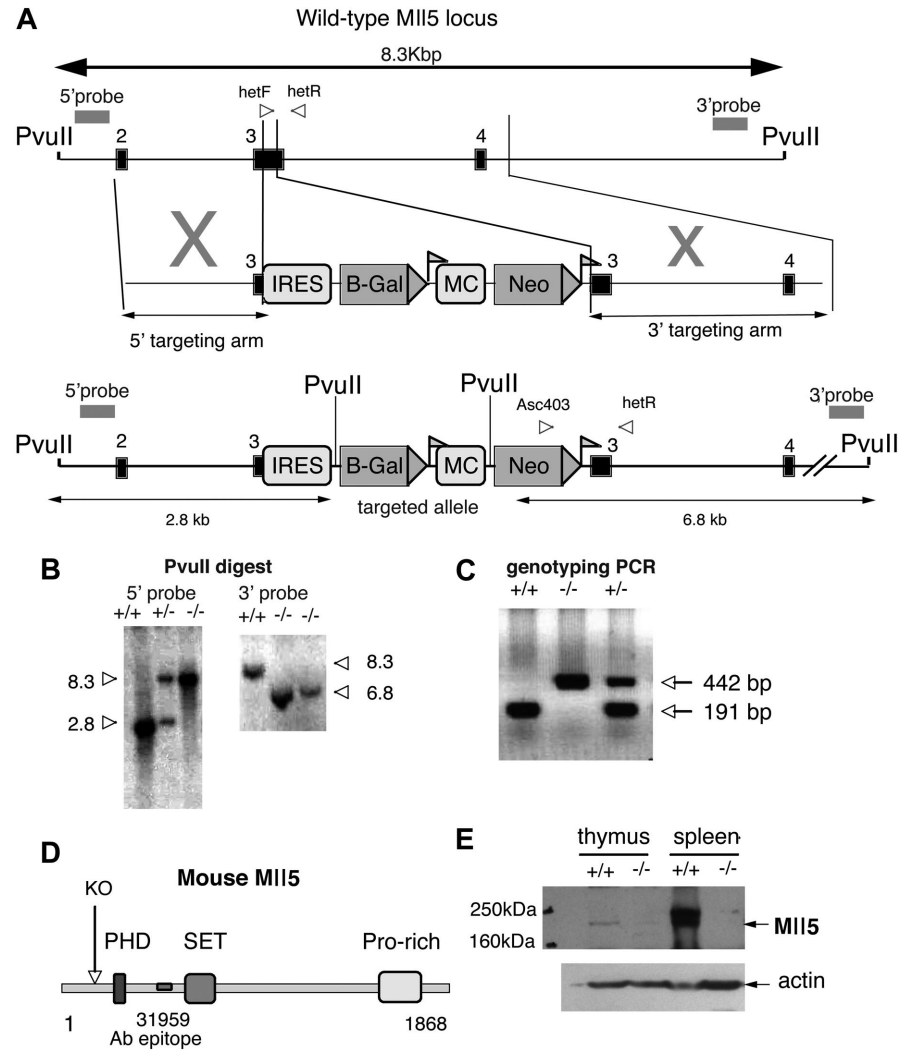 A
Wild-type Mll5 locus
8.3Kbp
5'probe
hetF
hetR
3'probe
PvuII
2
3
4
PvuII
X
X
3
IRES
B-Gal
MC
Neo
3
4
5' targeting arm
3' targeting arm
PvuII
PvuII
5'probe
Asc403
hetR
3'probe
PvuII
2
3
IRES
B-Gal
MC
Neo
3
4
PvuII
2.8 kb
targeted allele
6.8 kb
B
PvuII digest
5' probe
3' probe
+/+ +/- -/-
+/+ -/- -/-
8.3
2.8
8.3
6.8
C
genotyping PCR
+/+ -/- +/-
442 bp
191 bp
D
Mouse Mll5
KO
PHD
SET
Pro-rich
1
31959
Ab epitope
1868
E
thymus
spleen
+/+ -/- +/+ -/-
250kDa
160kDa
Mll5
actin